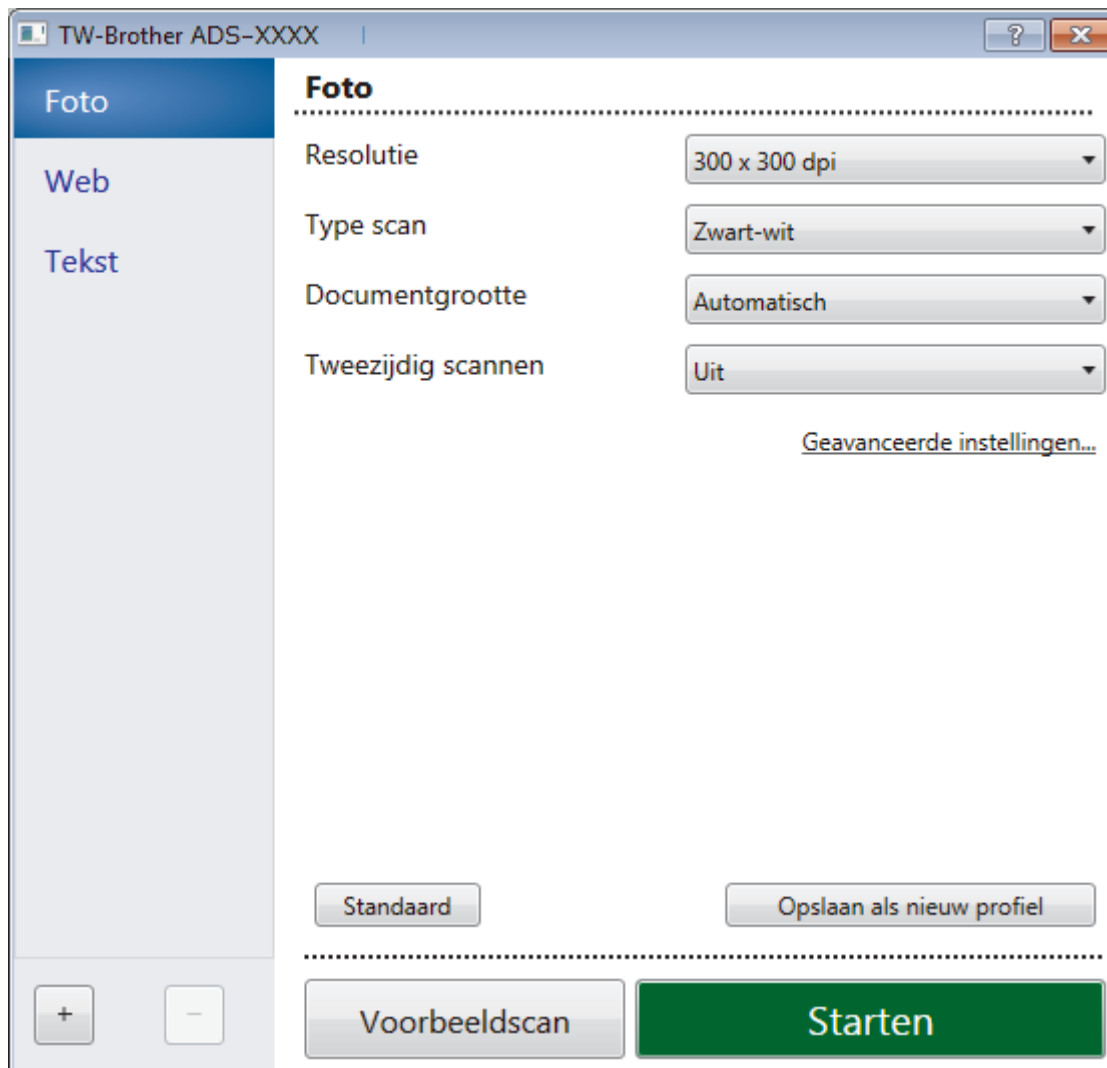 TW-Brother ADS-XXXX
?
Foto
Web
Tekst
Foto
Resolutie
300 x 300 dpi
Type scan
Zwart-wit
Documentgrootte
Automatisch
Tweezijdig scannen
Uit
Geavanceerde instellingen...
Standaard
Opslaan als nieuw profiel
+
−
Voorbeeldscan
Starten